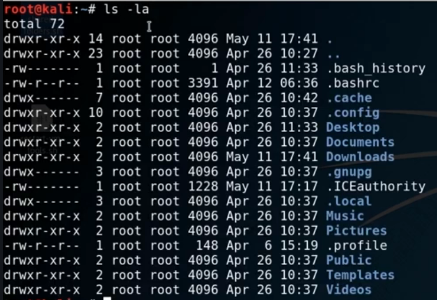 root@kali:~# ls -la
total 72
drwxr-xr-x 14 root root 4096 May 11 17:41 .
drwxr-xr-x 23 root root 4096 Apr 26 10:27 ..
-rw------- 1 root root 1 Apr 26 11:33 .bash_history
-rw-r--r-- 1 root root 3391 Apr 12 06:36 .bashrc
drwx------ 7 root root 4096 Apr 26 10:42 .cache
drwxr-xr-x 10 root root 4096 Apr 26 10:37 .config
drwxr-xr-x 2 root root 4096 Apr 26 11:33 Desktop
drwxr-xr-x 2 root root 4096 Apr 26 10:37 Documents
drwxr-xr-x 2 root root 4096 May 11 17:41 Downloads
drwx------ 3 root root 4096 Apr 26 10:37 .gnupg
-rw------- 1 root root 1228 May 11 17:17 .ICEauthority
drwx------ 3 root root 4096 Apr 26 10:37 .local
drwxr-xr-x 2 root root 4096 Apr 26 10:37 Music
drwxr-xr-x 2 root root 4096 Apr 26 10:37 Pictures
-rw-r--r-- 1 root root 148 Apr 6 15:19 .profile
drwxr-xr-x 2 root root 4096 Apr 26 10:37 Public
drwxr-xr-x 2 root root 4096 Apr 26 10:37 Templates
drwxr-xr-x 2 root root 4096 Apr 26 10:37 Videos